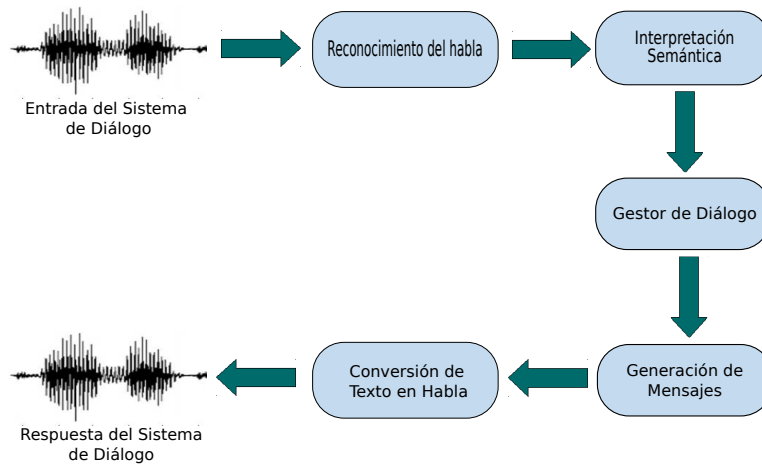 Entrada del Sistema
de Diálogo
Reconocimiento del habla
Interpretación
Semántica
Gestor de Diálogo
Generación de
Mensajes
Conversión de
Texto en Habla
Respuesta del Sistema
de Diálogo